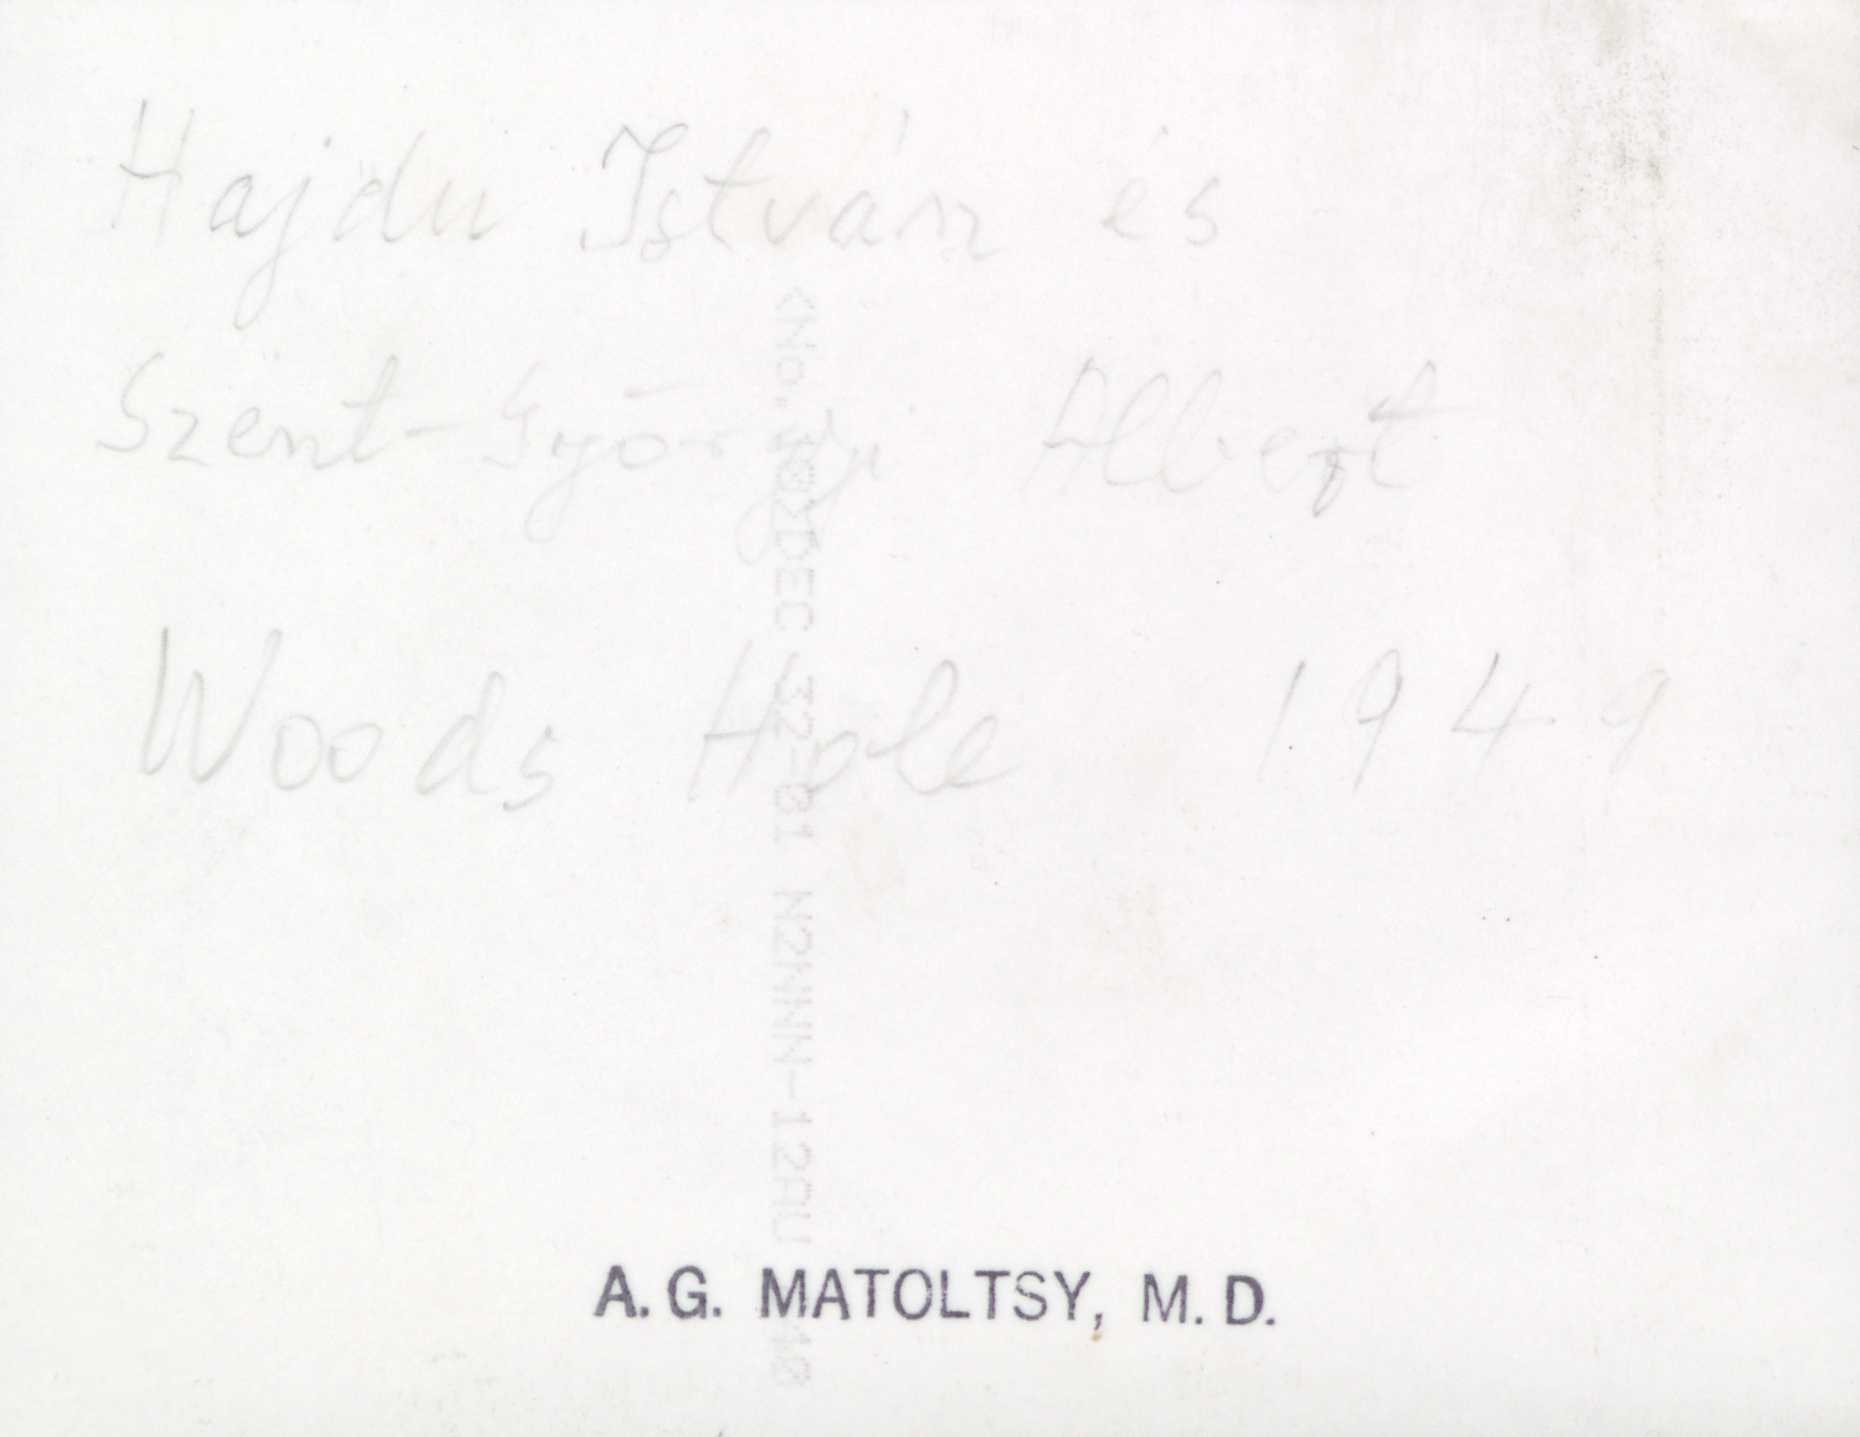 Hajdu István és
Szent-Györgyi Albert
Woods Hole 1949
A. G. MATOLTSY, M. D.